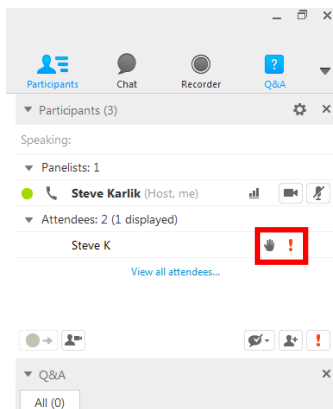 Participants Chat Recorder Q&A
Participants (3)
Speaking:
Panelists: 1
Steve Karlik (Host, me)
Attendees: 2 (1 displayed)
Steve K
View all attendees...
Q&A
All (0)